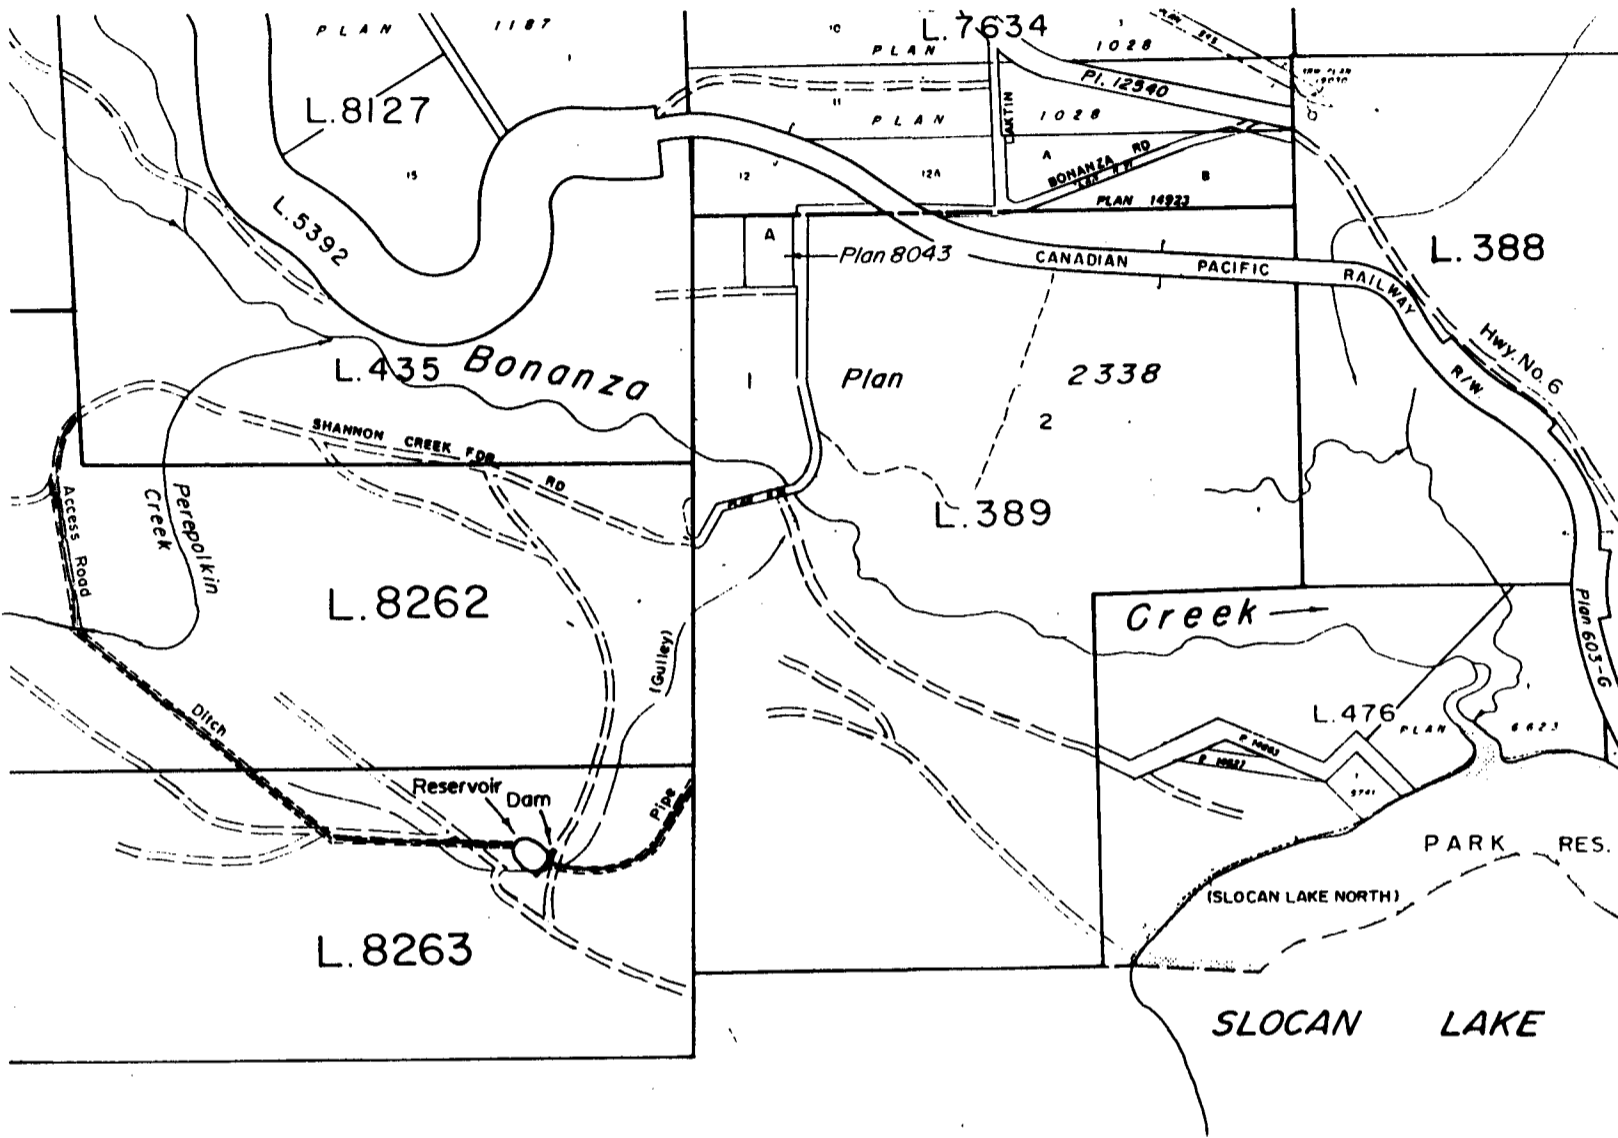 PLAN 1187
L.7634
PLAN 1028
Pl. 12540
L.8127
11
PLAN 1028
A
BONANZA RD
B
15
12
12A
PLAN 14923
L.5392
A
Plan 8043
CANADIAN PACIFIC RAILWAY
R/W
L.388
Hwy. No. 6
L.435
Bonanza
1
Plan 2338
2
SHANNON CREEK FDR RD
Access Road
Perepolkin
Creek
L.389
L.8262
Creek
Plan 603-G
(Gulley)
Ditch
L.476
PLAN 6623
Reservoir
Dam
Pipe
PARK RES.
(SLOCAN LAKE NORTH)
L.8263
SLOCAN LAKE